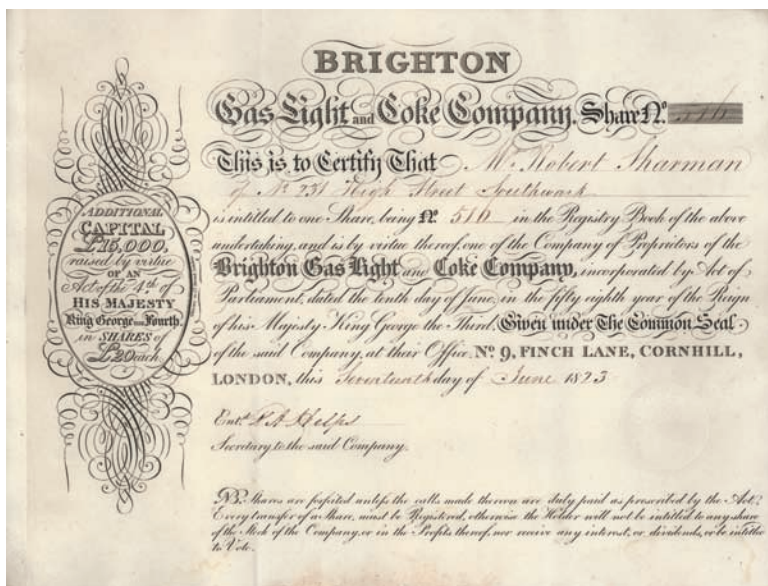 BRIGHTON
Gas Light and Coke Company. Share No. 516
This is to Certify That Mr. Robert Sharman
of No 231 High Street Southwark
is intitled to one Share, being No. 516 in the Registry Book of the above
undertaking, and is by virtue thereof, one of the Company of Proprietors of the
Brighton Gas Light and Coke Company, incorporated by Act of
Parliament, dated the tenth day of June, in the fifty eighth year of the Reign
of his Majesty King George the Third, Given under The Common Seal
of the said Company, at their Office, No 9, FINCH LANE, CORNHILL,
LONDON, this Seventeenth day of June 1823
Entd.
Secretary to the said Company.
NB. Shares are forfeited unless the calls made thereon are duly paid as prescribed by the Act.
Every transfer of a Share, must be Registered, otherwise the Holder will not be intitled to any share
of the Stock of the Company, or in the Profits thereof, nor receive any interest, or dividends, or be intitled
to Vote.
ADDITIONAL
CAPITAL
£15,000.
raised by virtue
OF AN
Act of the 4th of
HIS MAJESTY
King George the Fourth.
in SHARES of
£20 each.